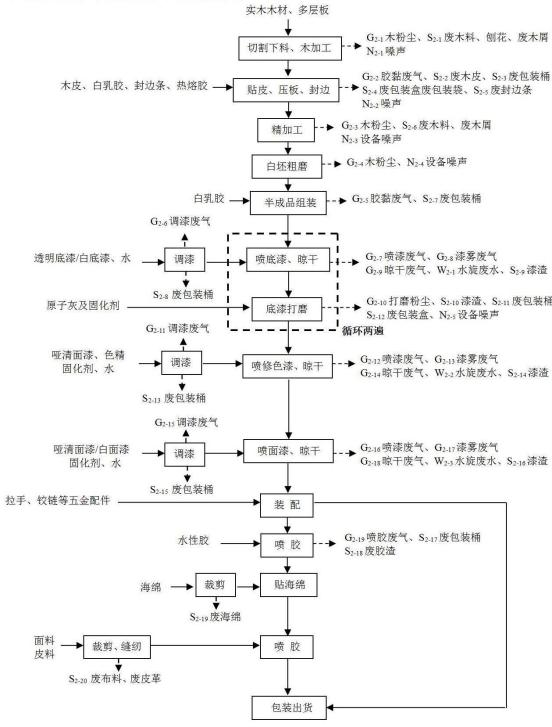 实木木材、多层板
切割下料、木加工
G2-1 木粉尘、S2-1 废木料、刨花、废木屑
N2-1 噪声
木皮、白乳胶、封边条、热熔胶
贴皮、压板、封边
G2-2 胶黏废气、S2-2 废木皮、S2-3 废包装桶
S2-4 废包装盒废包装袋、S2-5 废封边条
N2-2 噪声
精加工
G2-3 木粉尘、S2-6 废木料、废木屑
N2-3 设备噪声
白坯粗磨
G2-4 木粉尘、N2-4 设备噪声
白乳胶
半成品组装
G2-5 胶黏废气、S2-7 废包装桶
G2-6 调漆废气
透明底漆/白底漆、水
调漆
喷底漆、晾干
G2-7 喷漆废气、G2-8 漆雾废气
G2-9 晾干废气、W2-1 水旋废水、S2-9 漆渣
S2-8 废包装桶
原子灰及固化剂
底漆打磨
G2-10 打磨粉尘、S2-10 漆渣、S2-11 废包装桶
S2-12 废包装盒、N2-5 设备噪声
循环两遍
G2-11 调漆废气
哑清面漆、色精
固化剂、水
调漆
喷修色漆、晾干
G2-12 喷漆废气、G2-13 漆雾废气
G2-14 晾干废气、W2-2 水旋废水、S2-14 漆渣
S2-13 废包装桶
G2-15 调漆废气
哑清面漆/白面漆
固化剂、水
调漆
喷面漆、晾干
G2-16 喷漆废气、G2-17 漆雾废气
G2-18 晾干废气、W2-3 水旋废水、S2-16 漆渣
S2-15 废包装桶
拉手、铰链等五金配件
装 配
水性胶
喷 胶
G2-19 喷胶废气、S2-17 废包装桶
S2-18 废胶渣
海绵
裁剪
贴海绵
S2-19 废海绵
面料
皮料
裁剪、缝纫
喷 胶
S2-20 废布料、废皮革
包装出货